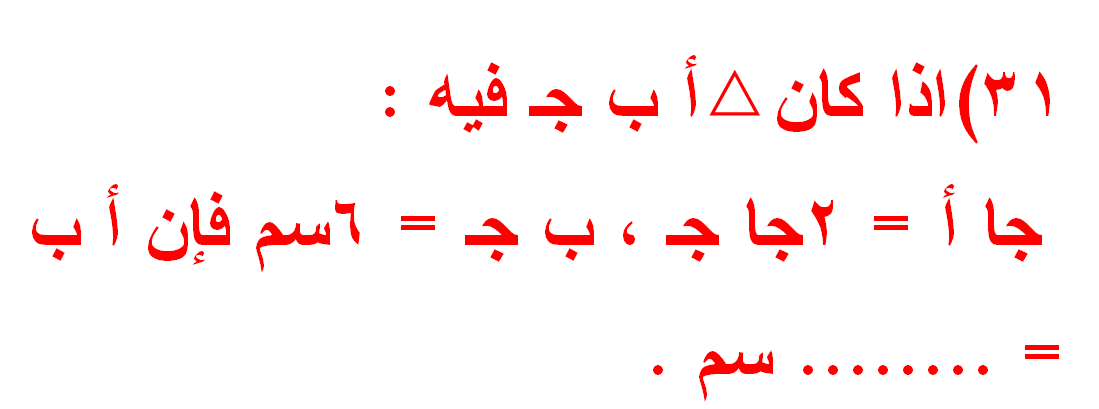 ٣١)اذا كان △ أ ب جـ فيه :
جا أ = ٢جا جـ ، ب جـ = ٦سم فإن أ ب
= ........ سم .